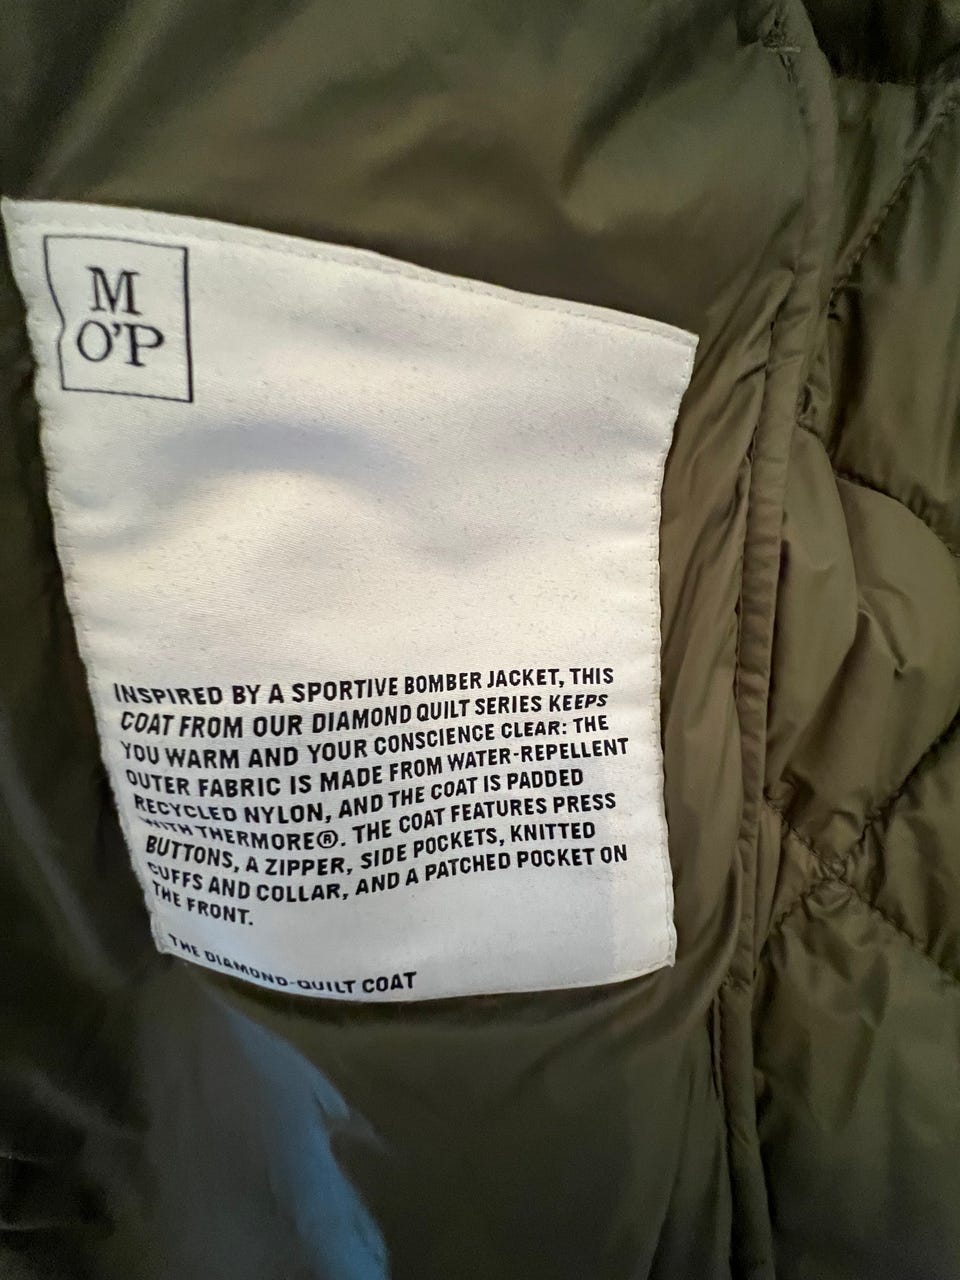 M
O'P
INSPIRED BY A SPORTIVE BOMBER JACKET, THIS
COAT FROM OUR DIAMOND QUILT SERIES KEEPS
YOU WARM AND YOUR CONSCIENCE CLEAR: THE
OUTER FABRIC IS MADE FROM WATER-REPELLENT
RECYCLED NYLON, AND THE COAT IS PADDED
WITH THERMORE®. THE COAT FEATURES PRESS
BUTTONS, A ZIPPER, SIDE POCKETS, KNITTED
CUFFS AND COLLAR, AND A PATCHED POCKET ON
THE FRONT.
THE DIAMOND-QUILT COAT